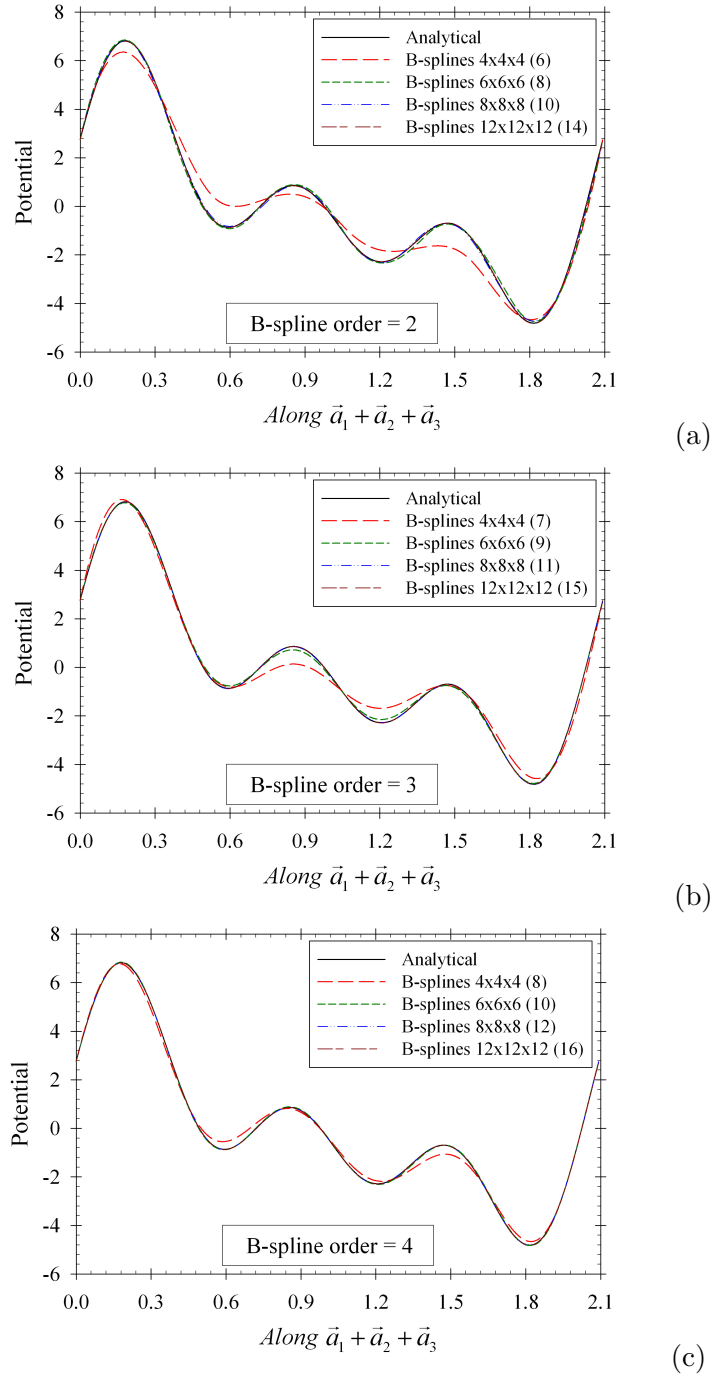 8
6
4
2
0
-2
-4
-6
Potential
Analytical
B-splines 4x4x4 (6)
B-splines 6x6x6 (8)
B-splines 8x8x8 (10)
B-splines 12x12x12 (14)
B-spline order = 2
0.0 0.3 0.6 0.9 1.2 1.5 1.8 2.1
Along a⃗₁ + a⃗₂ + a⃗₃
(a)
8
6
4
2
0
-2
-4
-6
Potential
Analytical
B-splines 4x4x4 (7)
B-splines 6x6x6 (9)
B-splines 8x8x8 (11)
B-splines 12x12x12 (15)
B-spline order = 3
0.0 0.3 0.6 0.9 1.2 1.5 1.8 2.1
Along a⃗₁ + a⃗₂ + a⃗₃
(b)
8
6
4
2
0
-2
-4
-6
Potential
Analytical
B-splines 4x4x4 (8)
B-splines 6x6x6 (10)
B-splines 8x8x8 (12)
B-splines 12x12x12 (16)
B-spline order = 4
0.0 0.3 0.6 0.9 1.2 1.5 1.8 2.1
Along a⃗₁ + a⃗₂ + a⃗₃
(c)